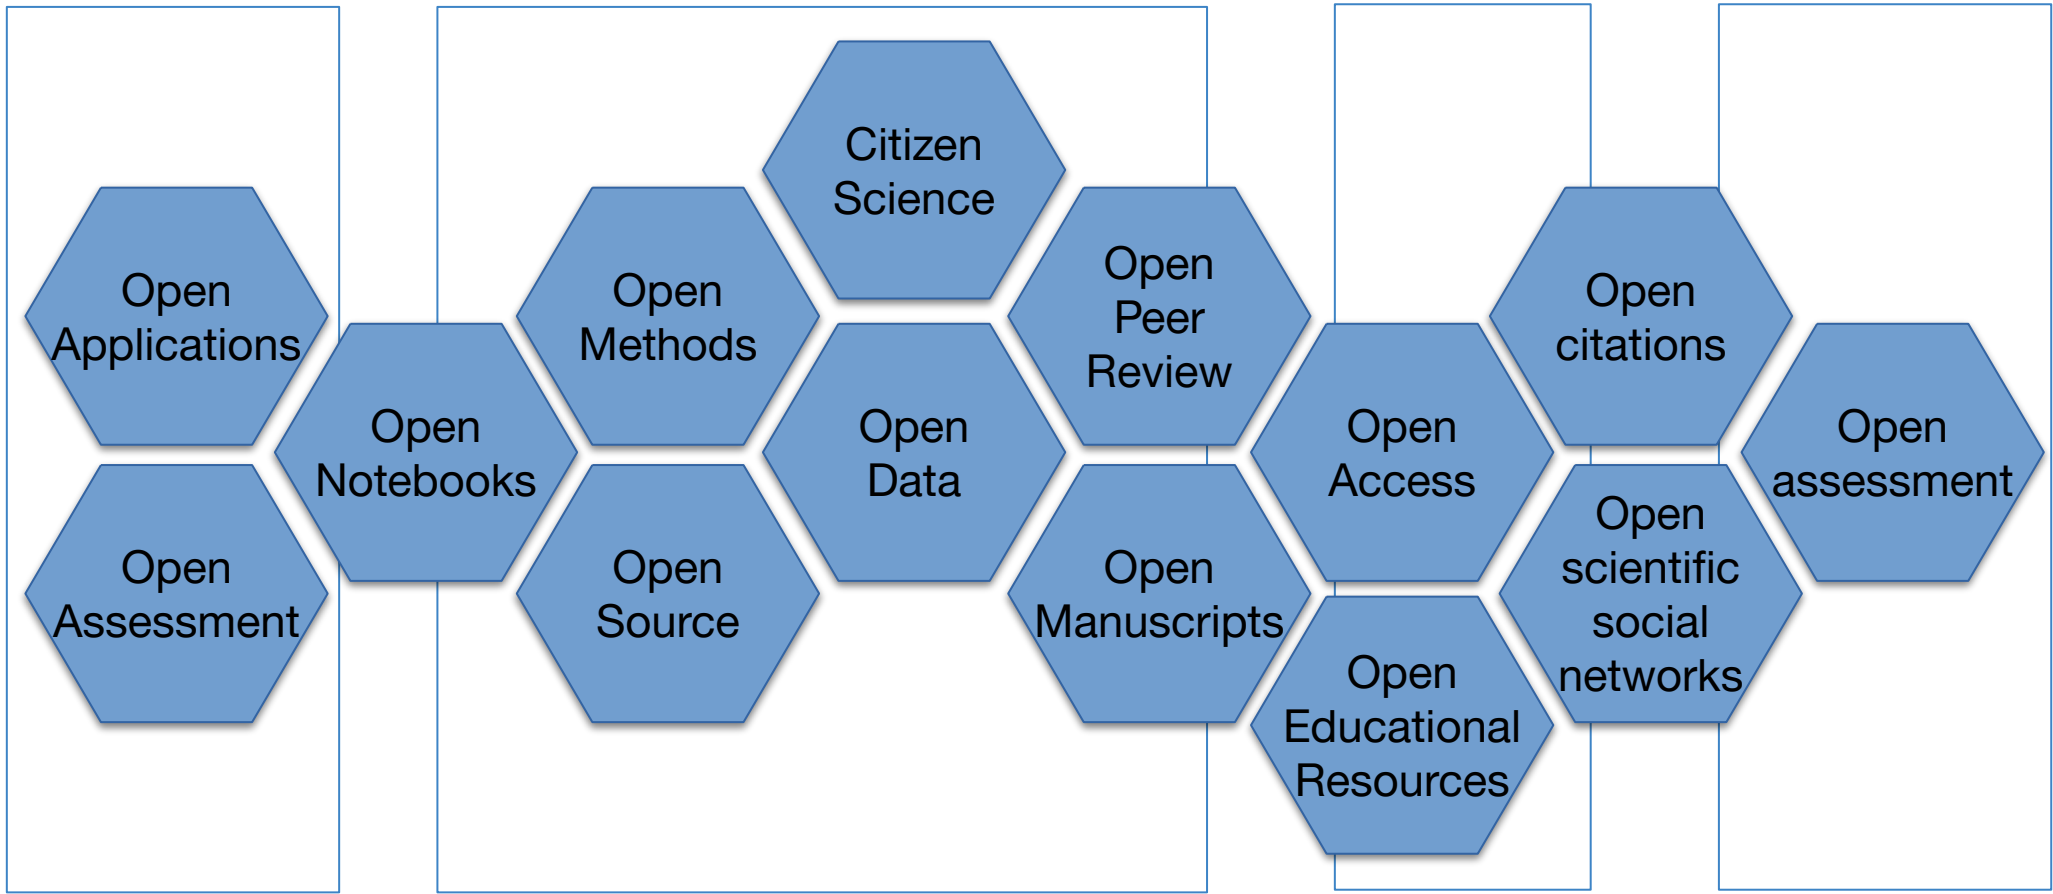 Open
Applications
Open
Assessment
Open
Notebooks
Open
Methods
Open
Source
Citizen
Science
Open
Data
Open
Peer
Review
Open
Manuscripts
Open
Access
Open
Educational
Resources
Open
citations
Open
scientific
social
networks
Open
assessment